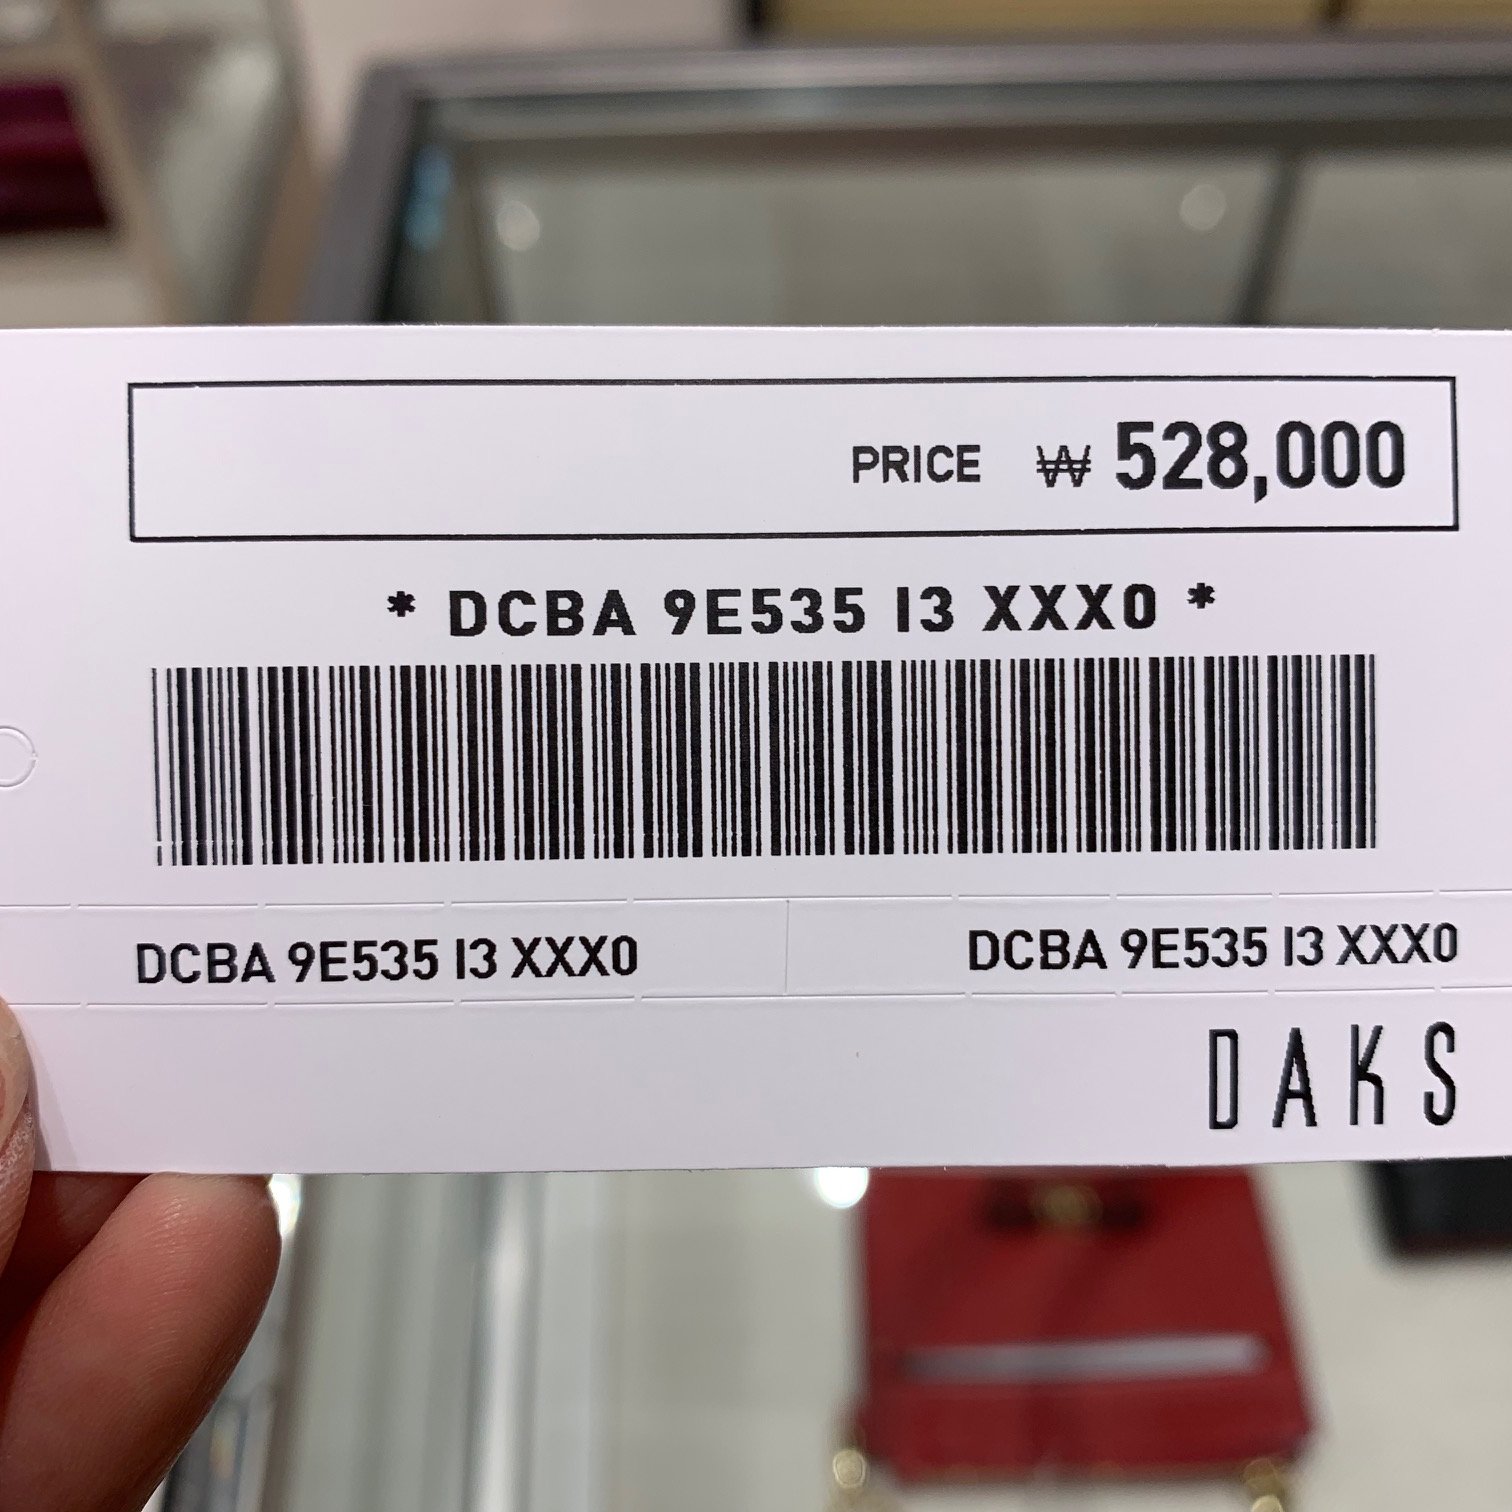 PRICE ₩ 528,000
* DCBA 9E535 I3 XXX0 *
DCBA 9E535 I3 XXX0 DCBA 9E535 I3 XXX0
DAKS